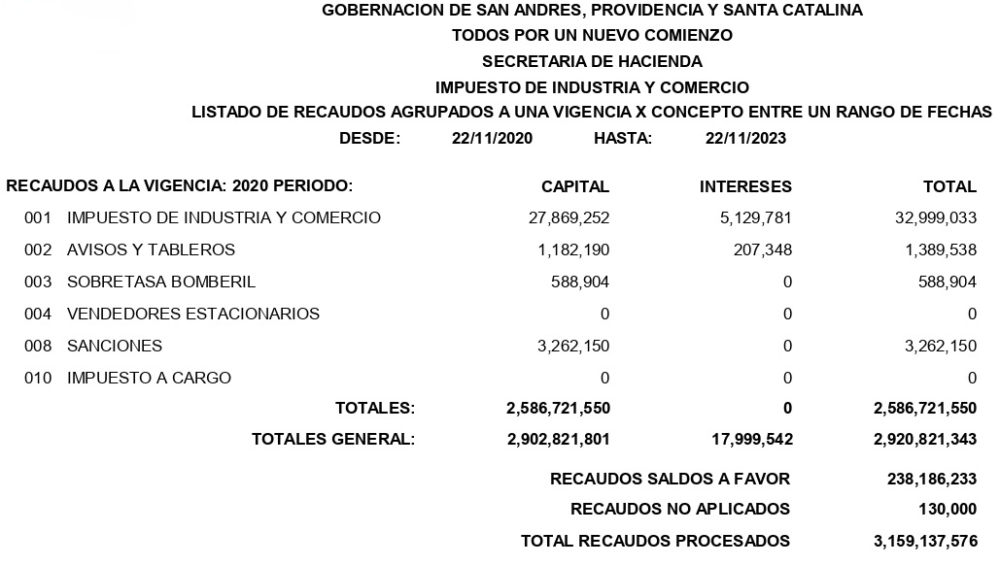 GOBERNACION DE SAN ANDRES, PROVIDENCIA Y SANTA CATALINA
TODOS POR UN NUEVO COMIENZO
SECRETARIA DE HACIENDA
IMPUESTO DE INDUSTRIA Y COMERCIO
LISTADO DE RECAUDOS AGRUPADOS A UNA VIGENCIA X CONCEPTO ENTRE UN RANGO DE FECHAS
DESDE: 22/11/2020 HASTA: 22/11/2023
RECAUDOS A LA VIGENCIA: 2020 PERIODO: CAPITAL INTERESES TOTAL
001 IMPUESTO DE INDUSTRIA Y COMERCIO 27,869,252 5,129,781 32,999,033
002 AVISOS Y TABLEROS 1,182,190 207,348 1,389,538
003 SOBRETASA BOMBERIL 588,904 0 588,904
004 VENDEDORES ESTACIONARIOS 0 0 0
008 SANCIONES 3,262,150 0 3,262,150
010 IMPUESTO A CARGO 0 0 0
TOTALES: 2,586,721,550 0 2,586,721,550
TOTALES GENERAL: 2,902,821,801 17,999,542 2,920,821,343
RECAUDOS SALDOS A FAVOR 238,186,233
RECAUDOS NO APLICADOS 130,000
TOTAL RECAUDOS PROCESADOS 3,159,137,576